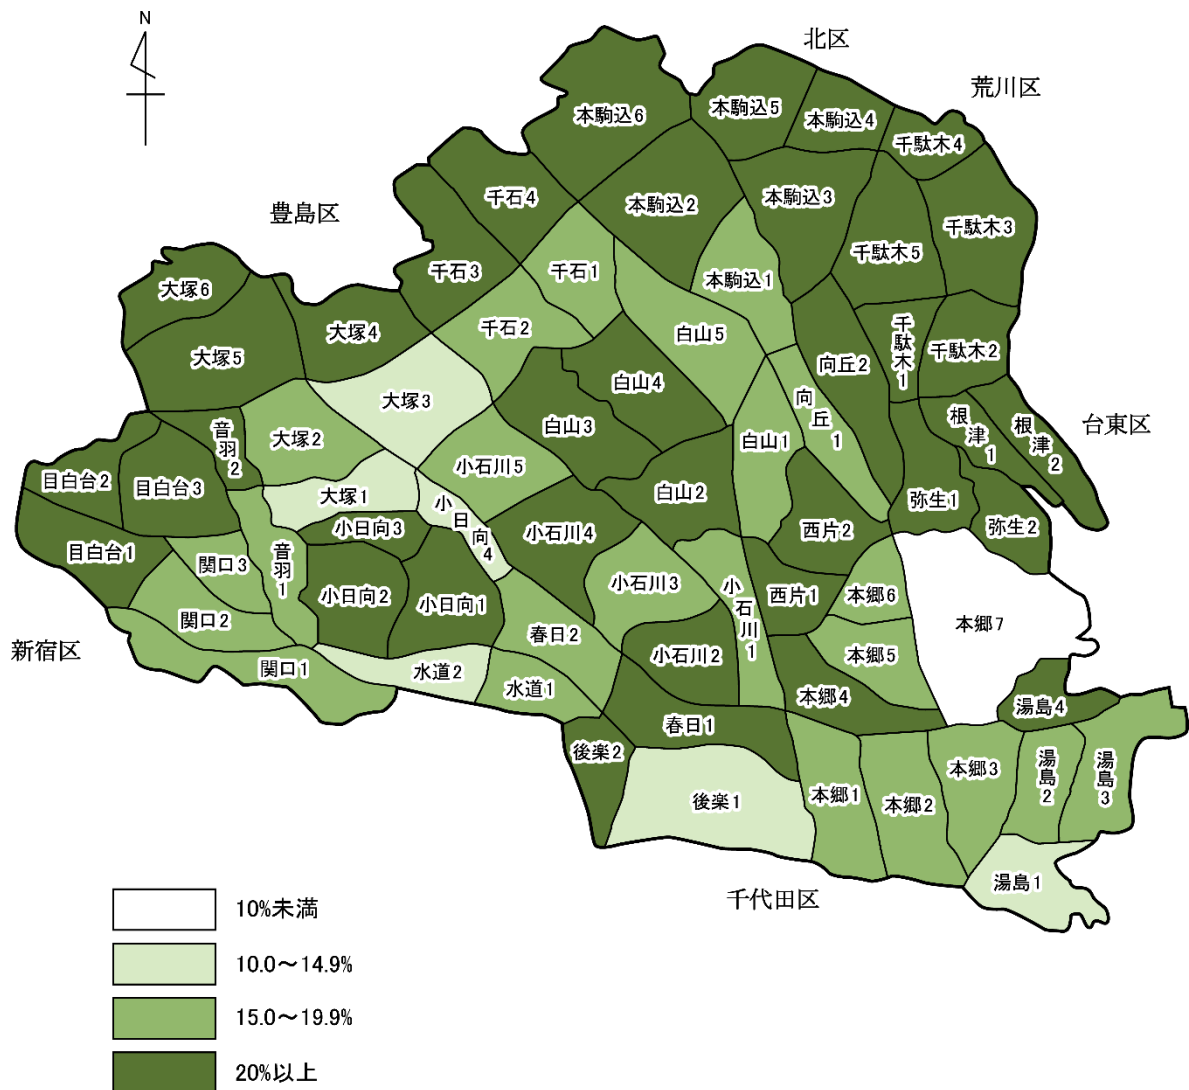 N
北区
荒川区
豊島区
台東区
新宿区
千代田区
本駒込6
本駒込5
本駒込4
千駄木4
千石4
本駒込2
本駒込3
千駄木3
千駄木5
千石3
千石1
本駒込1
大塚6
大塚4
千石2
白山5
千駄木1
千駄木2
大塚5
向丘2
白山4
大塚3
向丘1
根津1
根津2
音羽2
大塚2
白山3
白山1
小石川5
目白台2
目白台3
大塚1
白山2
弥生1
小日向4
小日向3
小石川4
西片2
弥生2
目白台1
関口3
音羽1
小石川3
小石川1
西片1
本郷6
小日向2
小日向1
関口2
春日2
本郷7
小石川2
本郷5
関口1
水道2
水道1
本郷4
湯島4
春日1
後楽2
本郷3
湯島2
湯島3
後楽1
本郷1
本郷2
湯島1
10%未満
10.0～14.9%
15.0～19.9%
20%以上